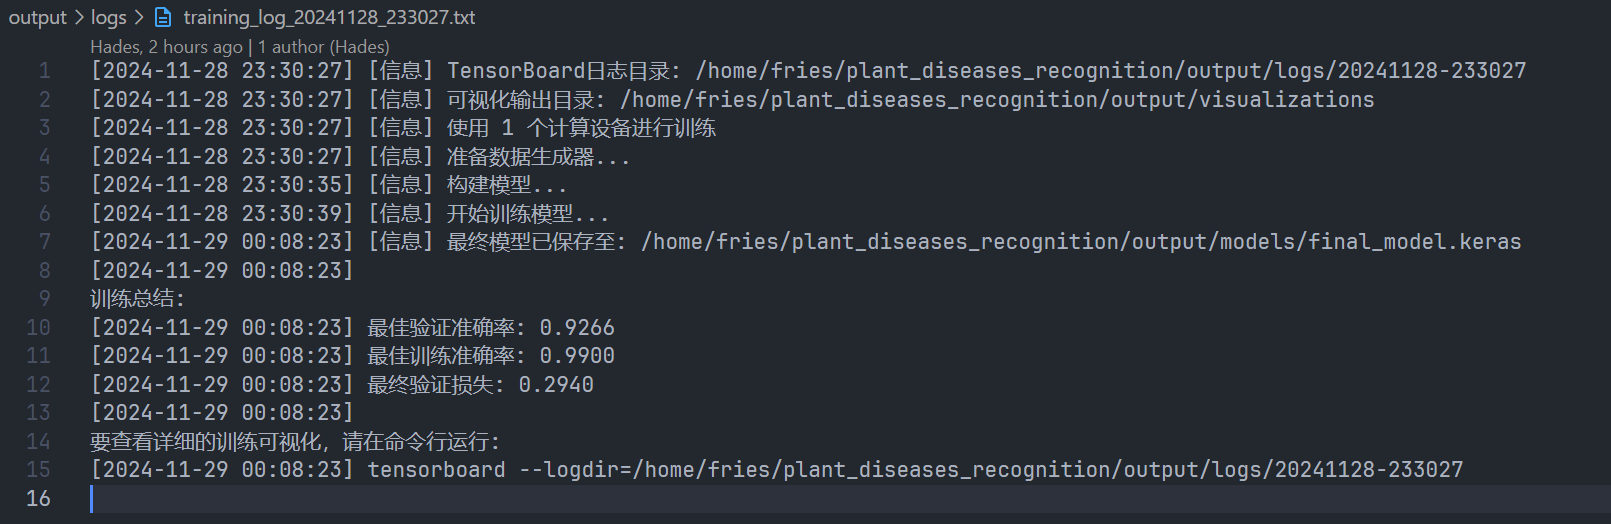 output > logs > training_log_20241128_233027.txt
Hades, 2 hours ago | 1 author (Hades)
1 [2024-11-28 23:30:27] [信息] TensorBoard日志目录: /home/fries/plant_diseases_recognition/output/logs/20241128-233027
2 [2024-11-28 23:30:27] [信息] 可视化输出目录: /home/fries/plant_diseases_recognition/output/visualizations
3 [2024-11-28 23:30:27] [信息] 使用 1 个计算设备进行训练
4 [2024-11-28 23:30:27] [信息] 准备数据生成器...
5 [2024-11-28 23:30:35] [信息] 构建模型...
6 [2024-11-28 23:30:39] [信息] 开始训练模型...
7 [2024-11-29 00:08:23] [信息] 最终模型已保存至: /home/fries/plant_diseases_recognition/output/models/final_model.keras
8 [2024-11-29 00:08:23]
9 训练总结:
10 [2024-11-29 00:08:23] 最佳验证准确率: 0.9266
11 [2024-11-29 00:08:23] 最佳训练准确率: 0.9900
12 [2024-11-29 00:08:23] 最终验证损失: 0.2940
13 [2024-11-29 00:08:23]
14 要查看详细的训练可视化，请在命令行运行:
15 [2024-11-29 00:08:23] tensorboard --logdir=/home/fries/plant_diseases_recognition/output/logs/20241128-233027
16